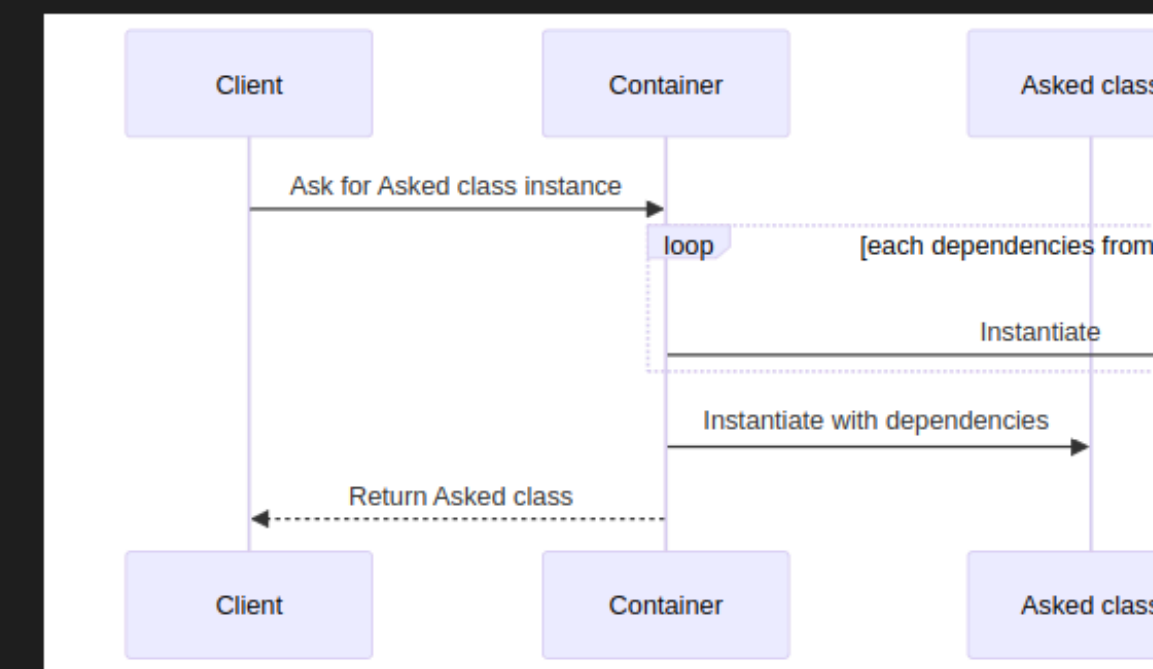 Client
Container
Asked class
Ask for Asked class instance
loop
[each dependencies from
Instantiate
Instantiate with dependencies
Return Asked class
Client
Container
Asked class